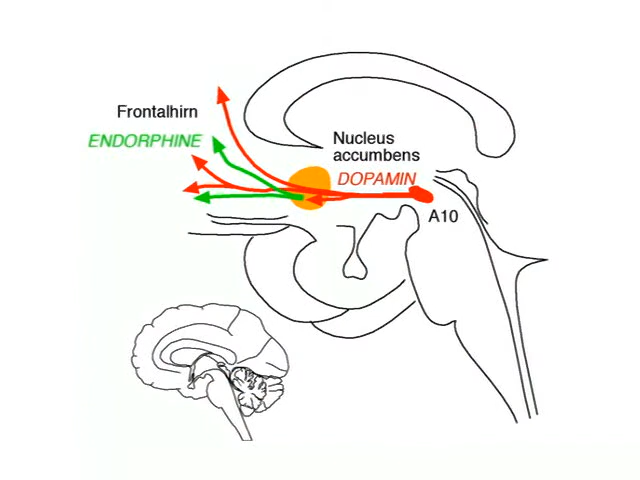 Frontalhirn
ENDORPHINE
Nucleus
accumbens
DOPAMIN
A10